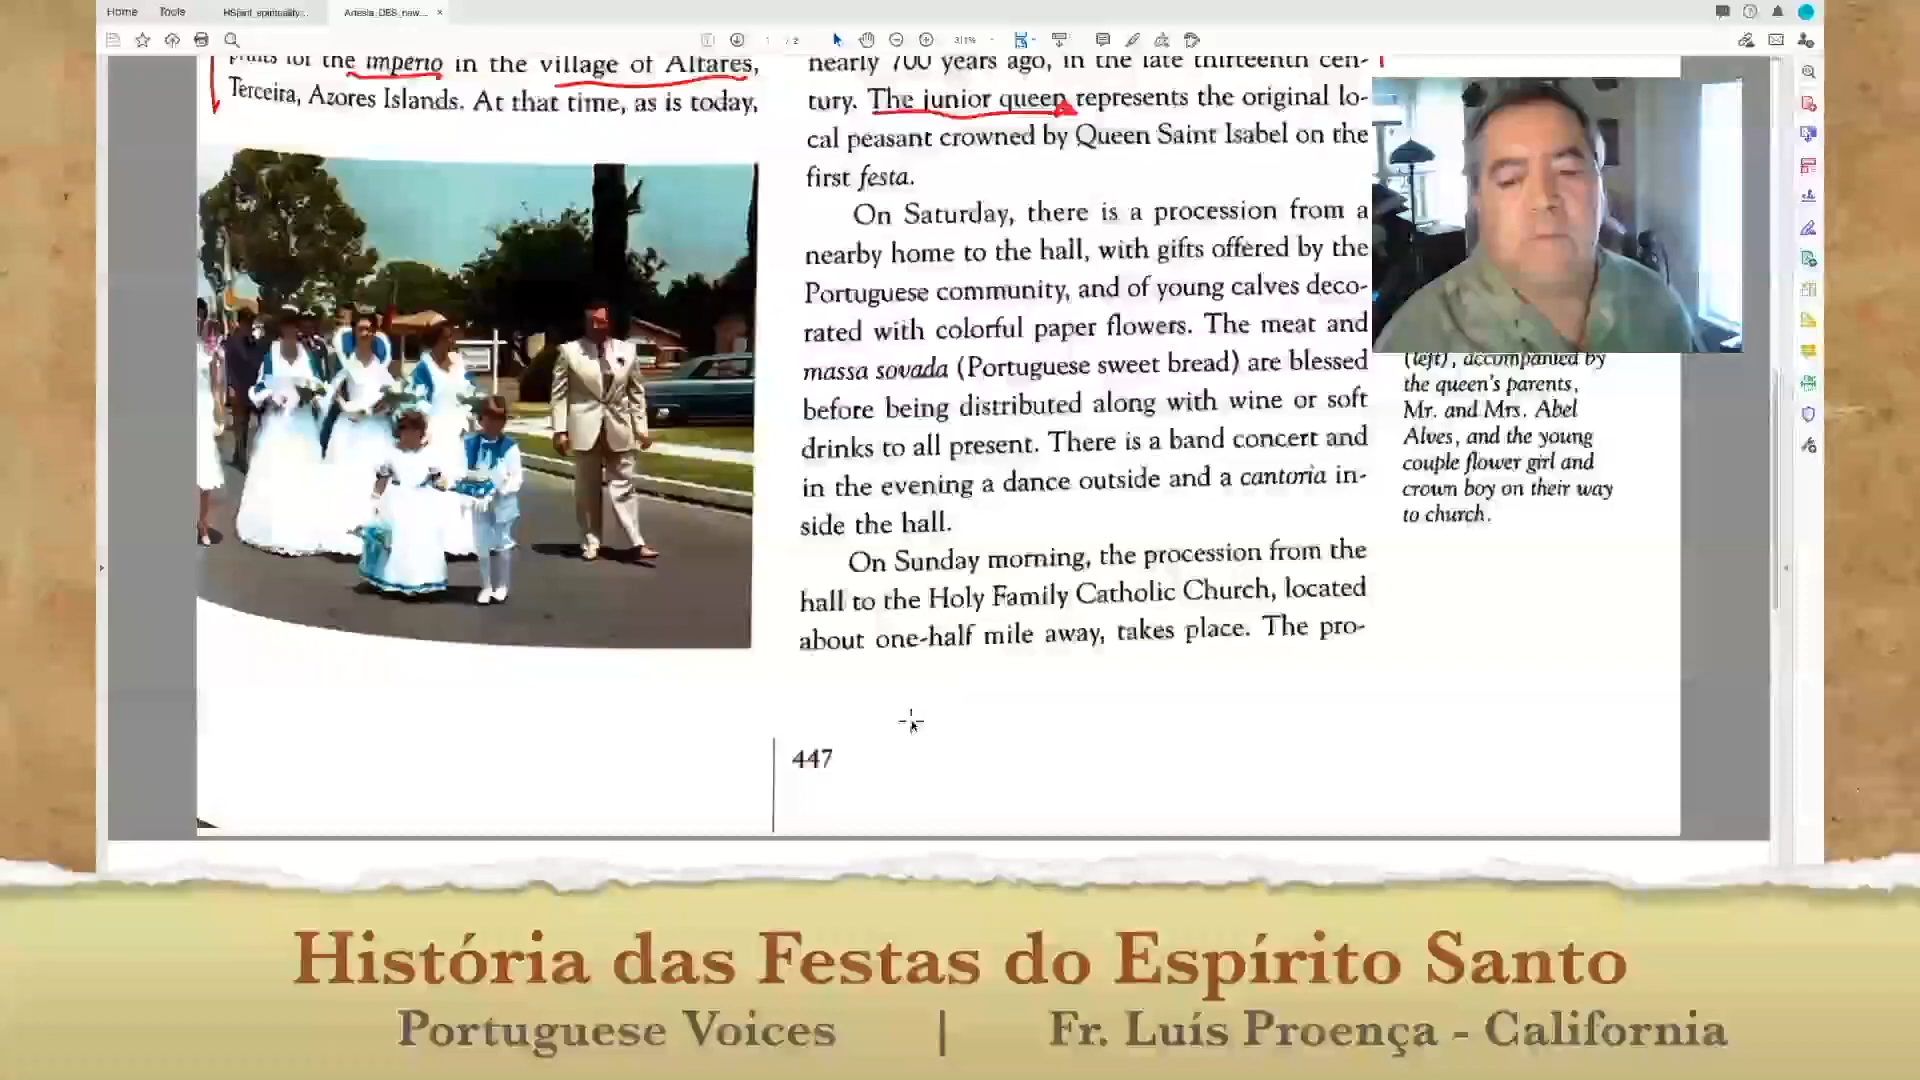 Home Tools HSpirit_spirituality... Artesia_DES_new... ×
1 / 2 311%
prints for the império in the village of Altares,
Terceira, Azores Islands. At that time, as is today,
nearly 700 years ago, in the late thirteenth cen-
tury. The junior queen represents the original lo-
cal peasant crowned by Queen Saint Isabel on the
first festa.
On Saturday, there is a procession from a
nearby home to the hall, with gifts offered by the
Portuguese community, and of young calves deco-
rated with colorful paper flowers. The meat and
massa sovada (Portuguese sweet bread) are blessed
before being distributed along with wine or soft
drinks to all present. There is a band concert and
in the evening a dance outside and a cantoria in-
side the hall.
On Sunday morning, the procession from the
hall to the Holy Family Catholic Church, located
about one-half mile away, takes place. The pro-
(left), accompanied by
the queen's parents,
Mr. and Mrs. Abel
Alves, and the young
couple flower girl and
crown boy on their way
to church.
447
História das Festas do Espírito Santo
Portuguese Voices | Fr. Luís Proença - California